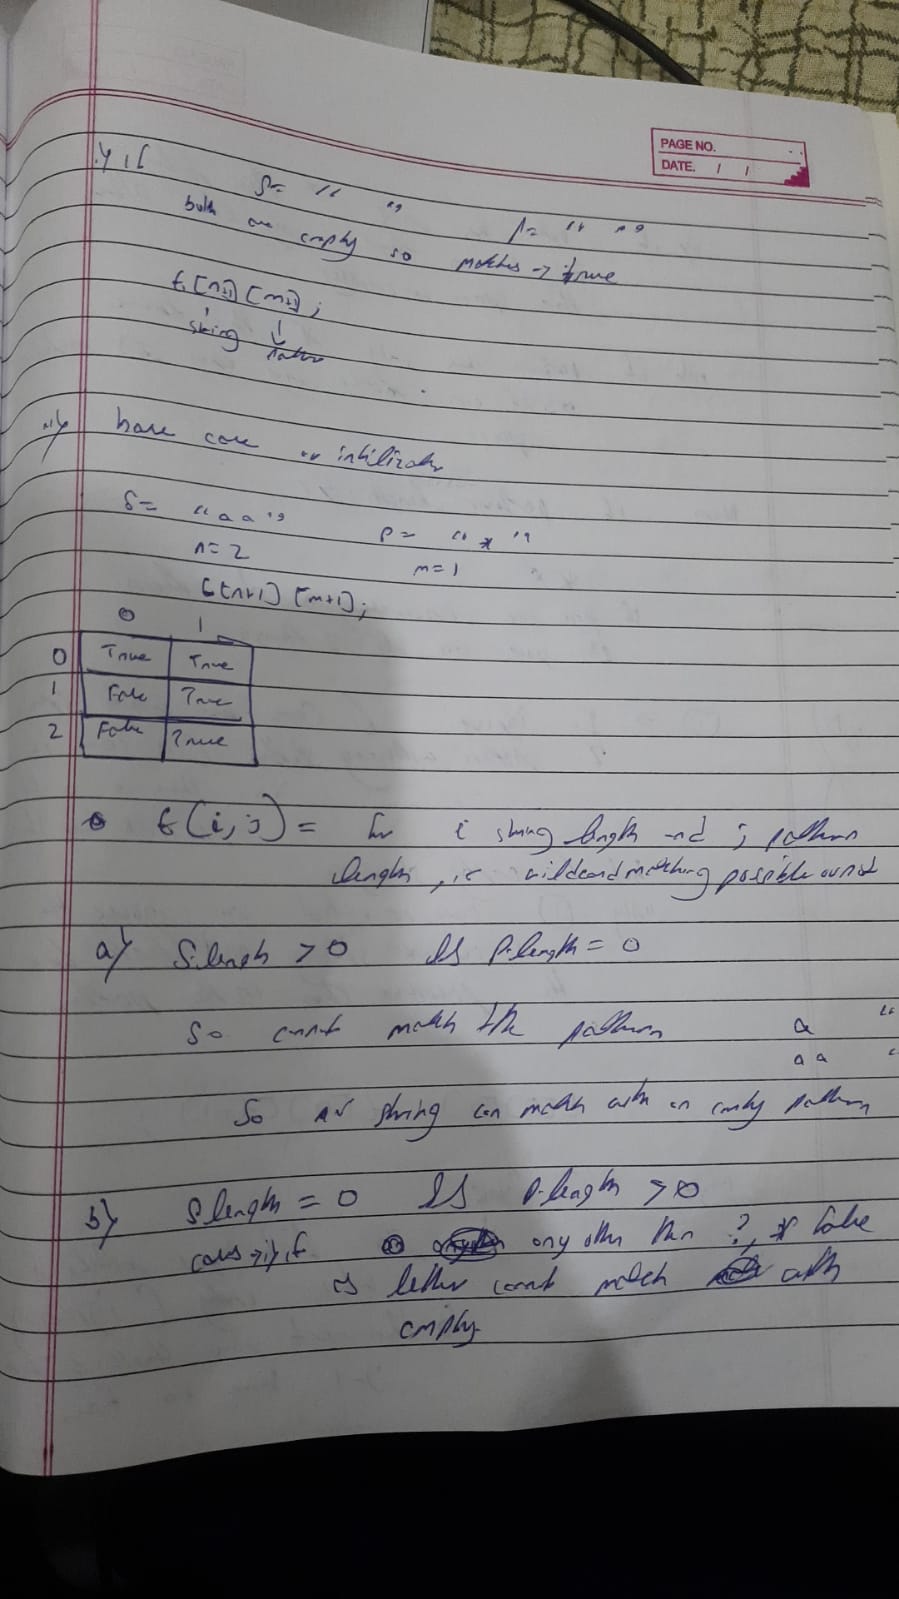 PAGE NO.
DATE. / /
i) if
S= " " p= " "
both are empty so matches → true
t[n+1][m+1];
string pattern
ii) base case or
S= "aa" p= "*"
n=2 m=1
t[n+1][m+1];
0 1
0 True True
1 False True
2 False True
t(i,j) = for i string length and j pattern
length, is wildcard matching possible or not
a) S.length >0 && p.length = 0
So cannot match the pattern a "
aa "
So no string can match with an empty pattern
b) S.length = 0 && p.length >0
cases → i) if any other then ?, * false
as letter cannot match with
empty